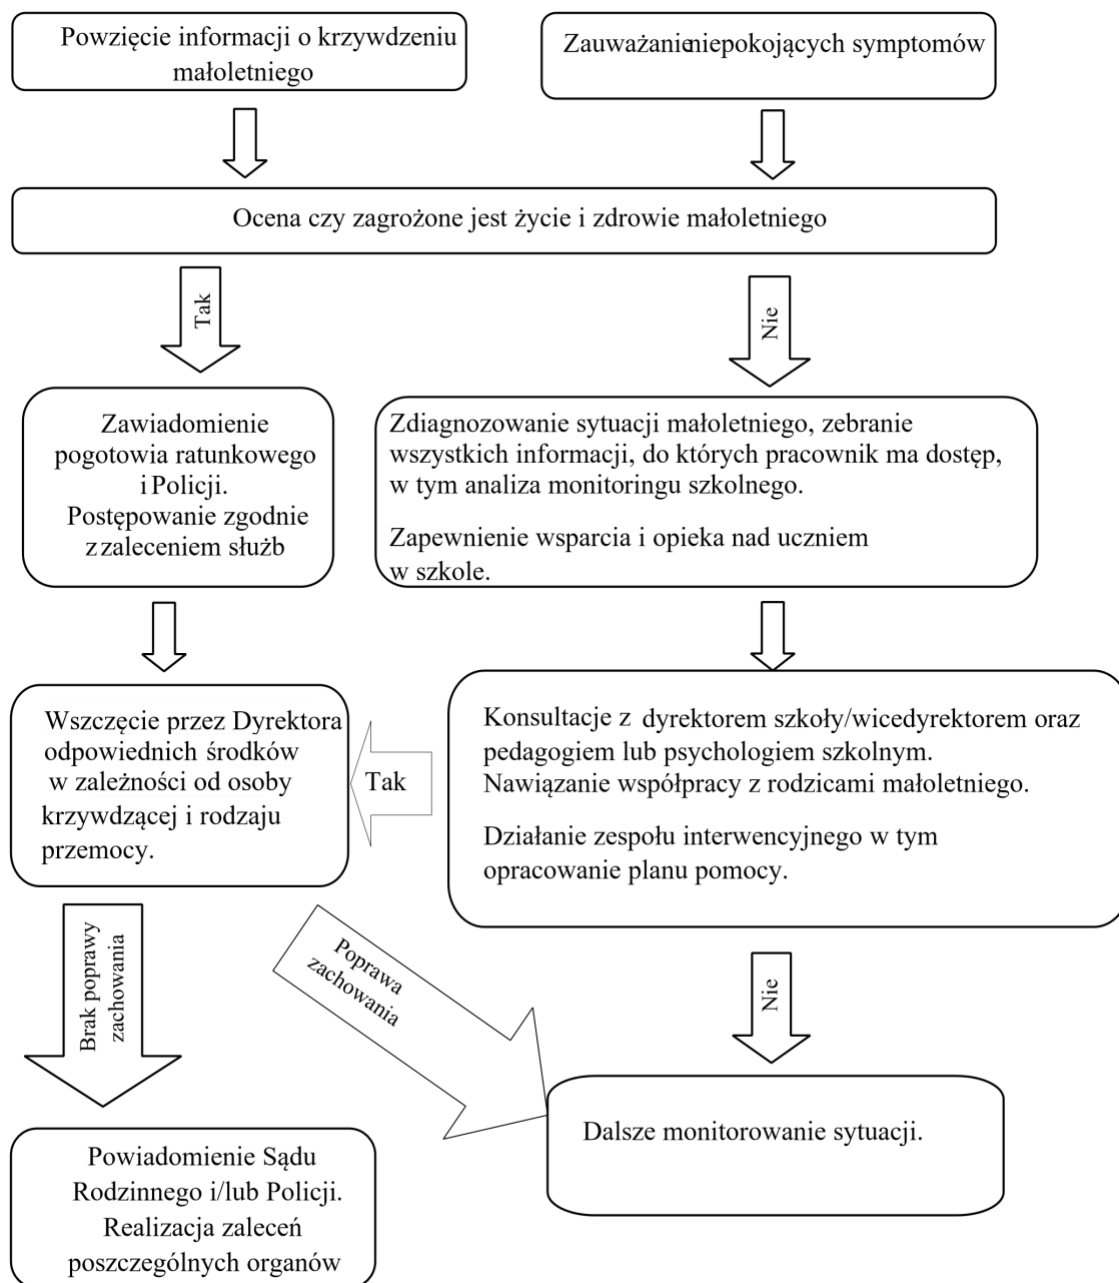 Powzięcie informacji o krzywdzeniu
małoletniego
Zauważanie niepokojących symptomów
Ocena czy zagrożone jest życie i zdrowie małoletniego
Tak
Nie
Zawiadomienie
pogotowia ratunkowego
i Policji.
Postępowanie zgodnie
z zaleceniem służb
Zdiagnozowanie sytuacji małoletniego, zebranie
wszystkich informacji, do których pracownik ma dostęp,
w tym analiza monitoringu szkolnego.
Zapewnienie wsparcia i opieka nad uczniem
w szkole.
Wszczęcie przez Dyrektora
odpowiednich środków
w zależności od osoby
krzywdzącej i rodzaju
przemocy.
Tak
Konsultacje z dyrektorem szkoły/wicedyrektorem oraz
pedagogiem lub psychologiem szkolnym.
Nawiązanie współpracy z rodzicami małoletniego.
Działanie zespołu interwencyjnego w tym
opracowanie planu pomocy.
Brak poprawy
zachowania
Poprawa
zachowania
Nie
Dalsze monitorowanie sytuacji.
Powiadomienie Sądu
Rodzinnego i/lub Policji.
Realizacja zaleceń
poszczególnych organów